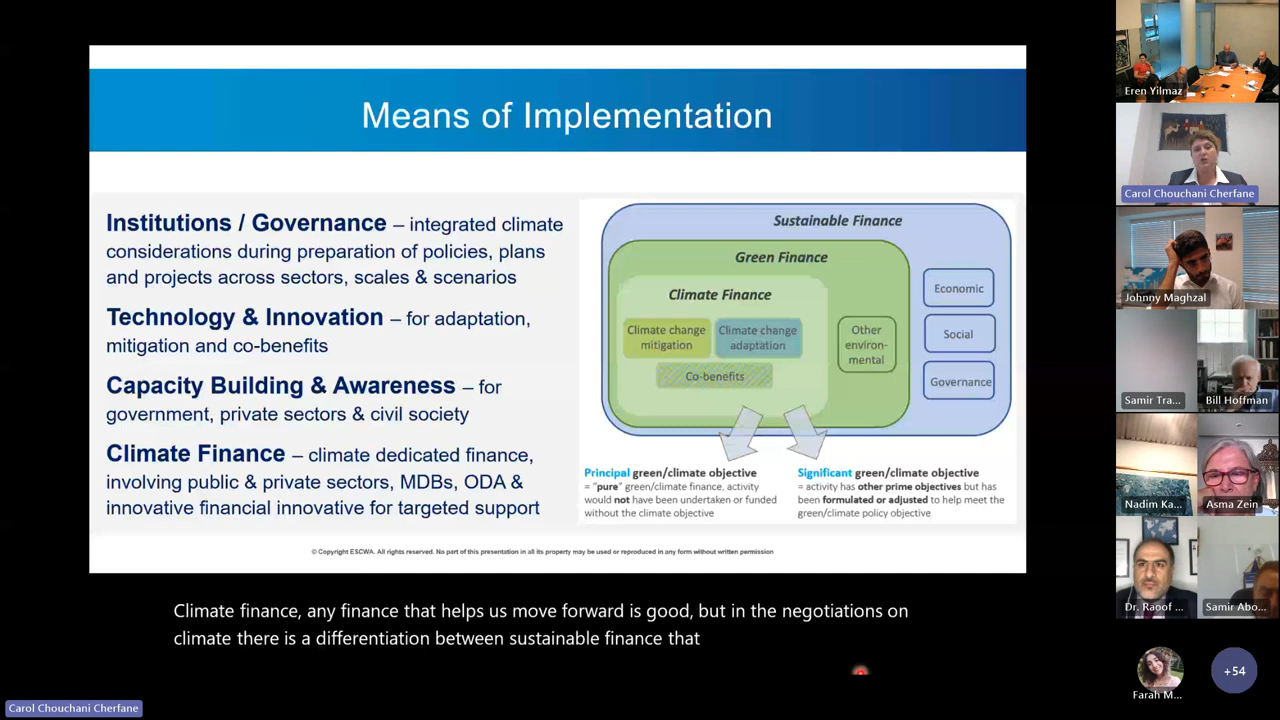 Means of Implementation
Institutions / Governance – integrated climate
considerations during preparation of policies, plans
and projects across sectors, scales & scenarios
Technology & Innovation – for adaptation,
mitigation and co-benefits
Capacity Building & Awareness – for
government, private sectors & civil society
Climate Finance – climate dedicated finance,
involving public & private sectors, MDBs, ODA &
innovative financial innovative for targeted support
Sustainable Finance
Green Finance
Climate Finance
Climate change
mitigation
Climate change
adaptation
Co-benefits
Other
environ-
mental
Economic
Social
Governance
Principal green/climate objective
= “pure” green/climate finance, activity
would not have been undertaken or funded
without the climate objective
Significant green/climate objective
= activity has other prime objectives but has
been formulated or adjusted to help meet the
green/climate policy objective
© Copyright ESCWA. All rights reserved. No part of this presentation in all its property may be used or reproduced in any form without written permission
Climate finance, any finance that helps us move forward is good, but in the negotiations on
climate there is a differentiation between sustainable finance that
Carol Chouchani Cherfane
Eren Yilmaz
Carol Chouchani Cherfane
Johnny Maghzal
Samir Tra...
Bill Hoffman
Nadim Ka...
Asma Zein
Dr. Raoof ...
Samir Abo...
Farah M...
+54